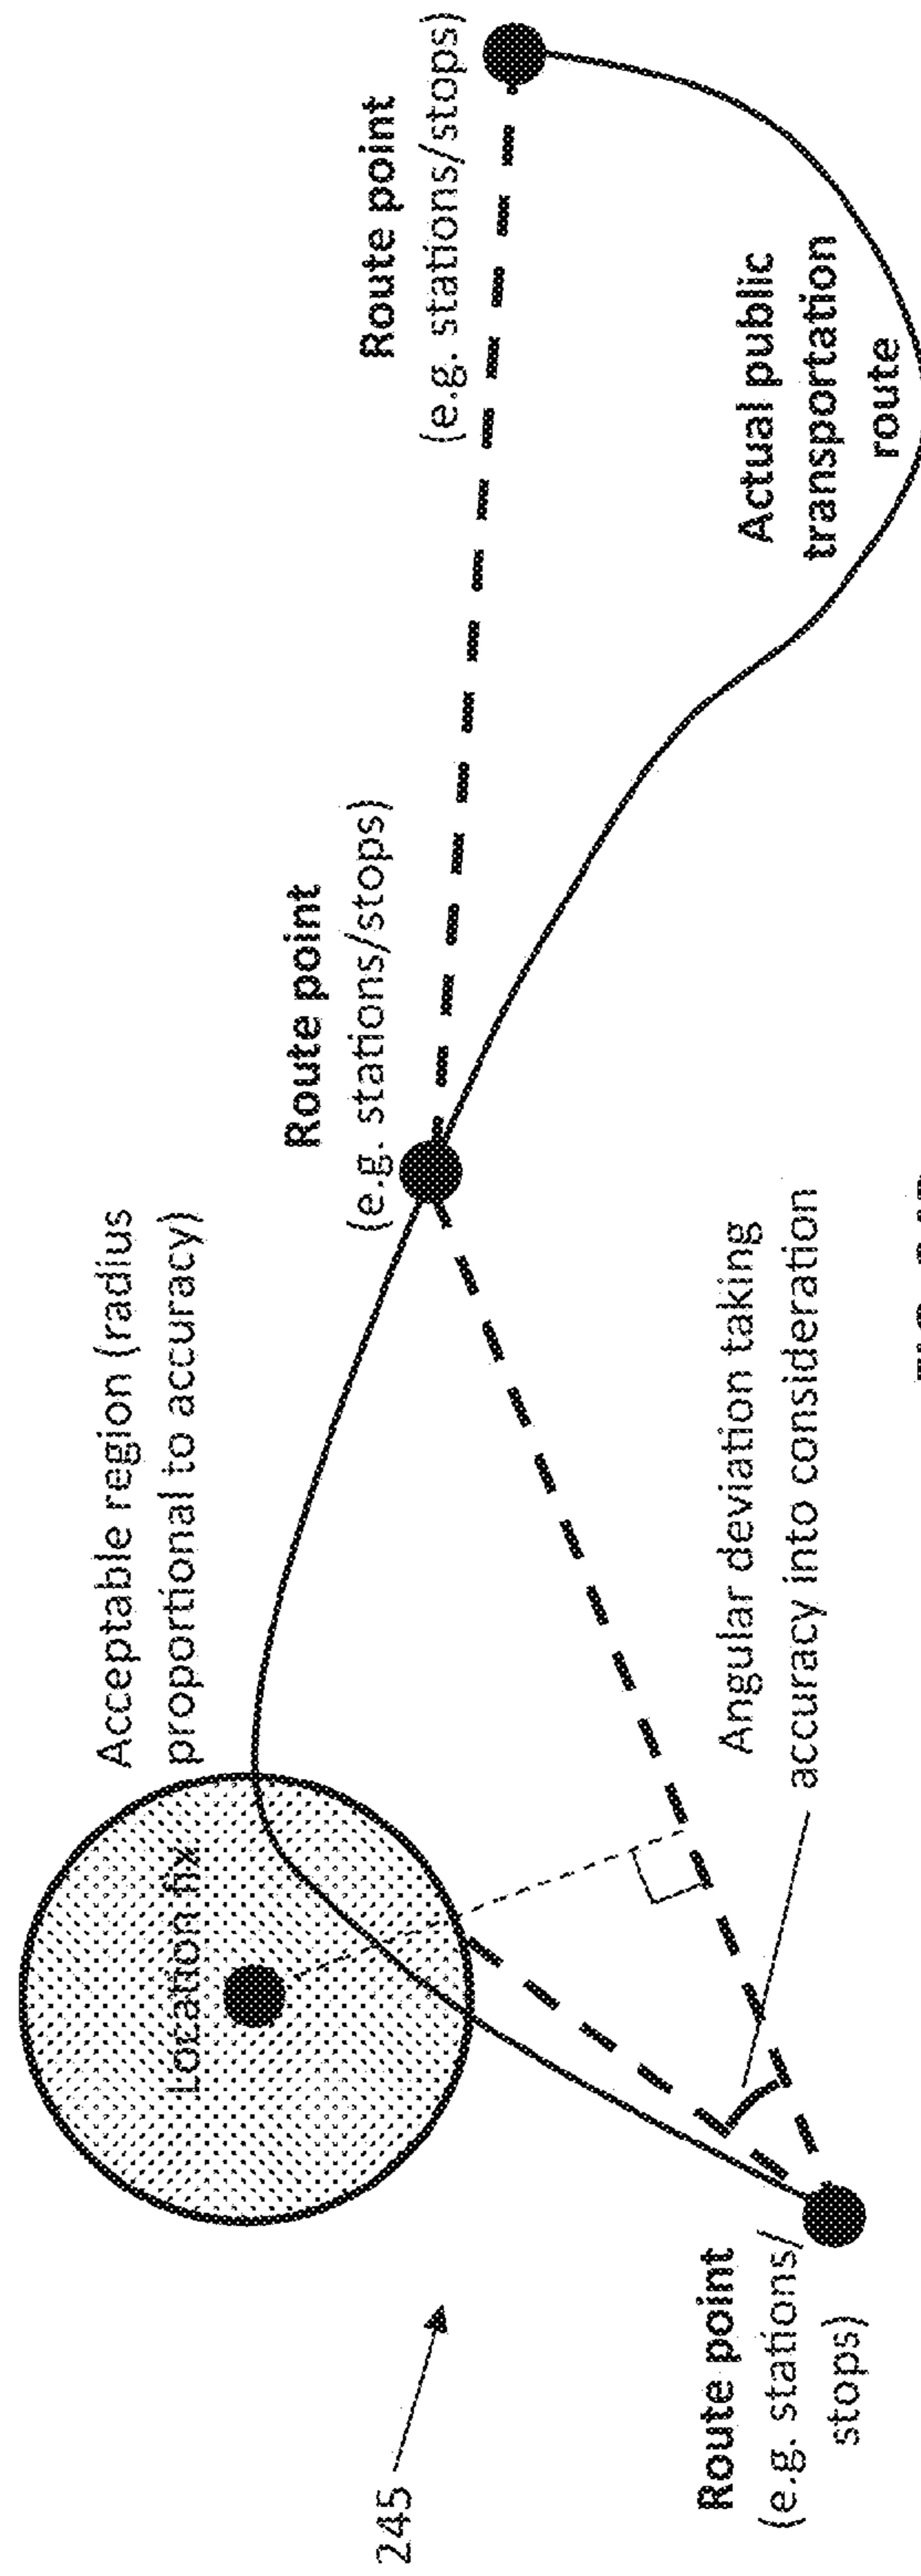 Acceptable region (radius
proportional to accuracy)
Location fix
Route point
(e.g. stations/stops)
Route point
(e.g. stations/stops)
245
Route point
(e.g. stations/
stops)
Angular deviation taking
accuracy into consideration
Actual public
transportation
route